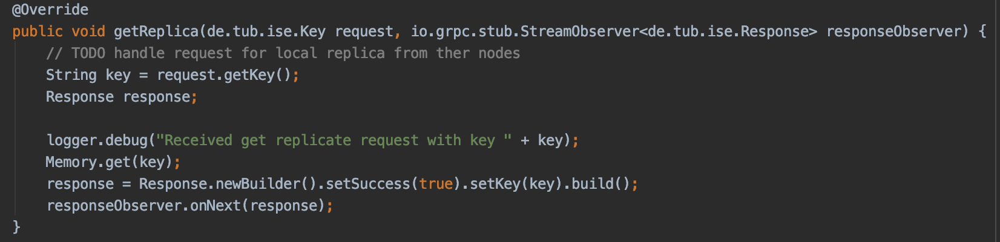 @Override
public void getReplica(de.tub.ise.Key request, io.grpc.stub.StreamObserver<de.tub.ise.Response> responseObserver) {
// TODO handle request for local replica from ther nodes
String key = request.getKey();
Response response;
logger.debug("Received get replicate request with key " + key);
Memory.get(key);
response = Response.newBuilder().setSuccess(true).setKey(key).build();
responseObserver.onNext(response);
}